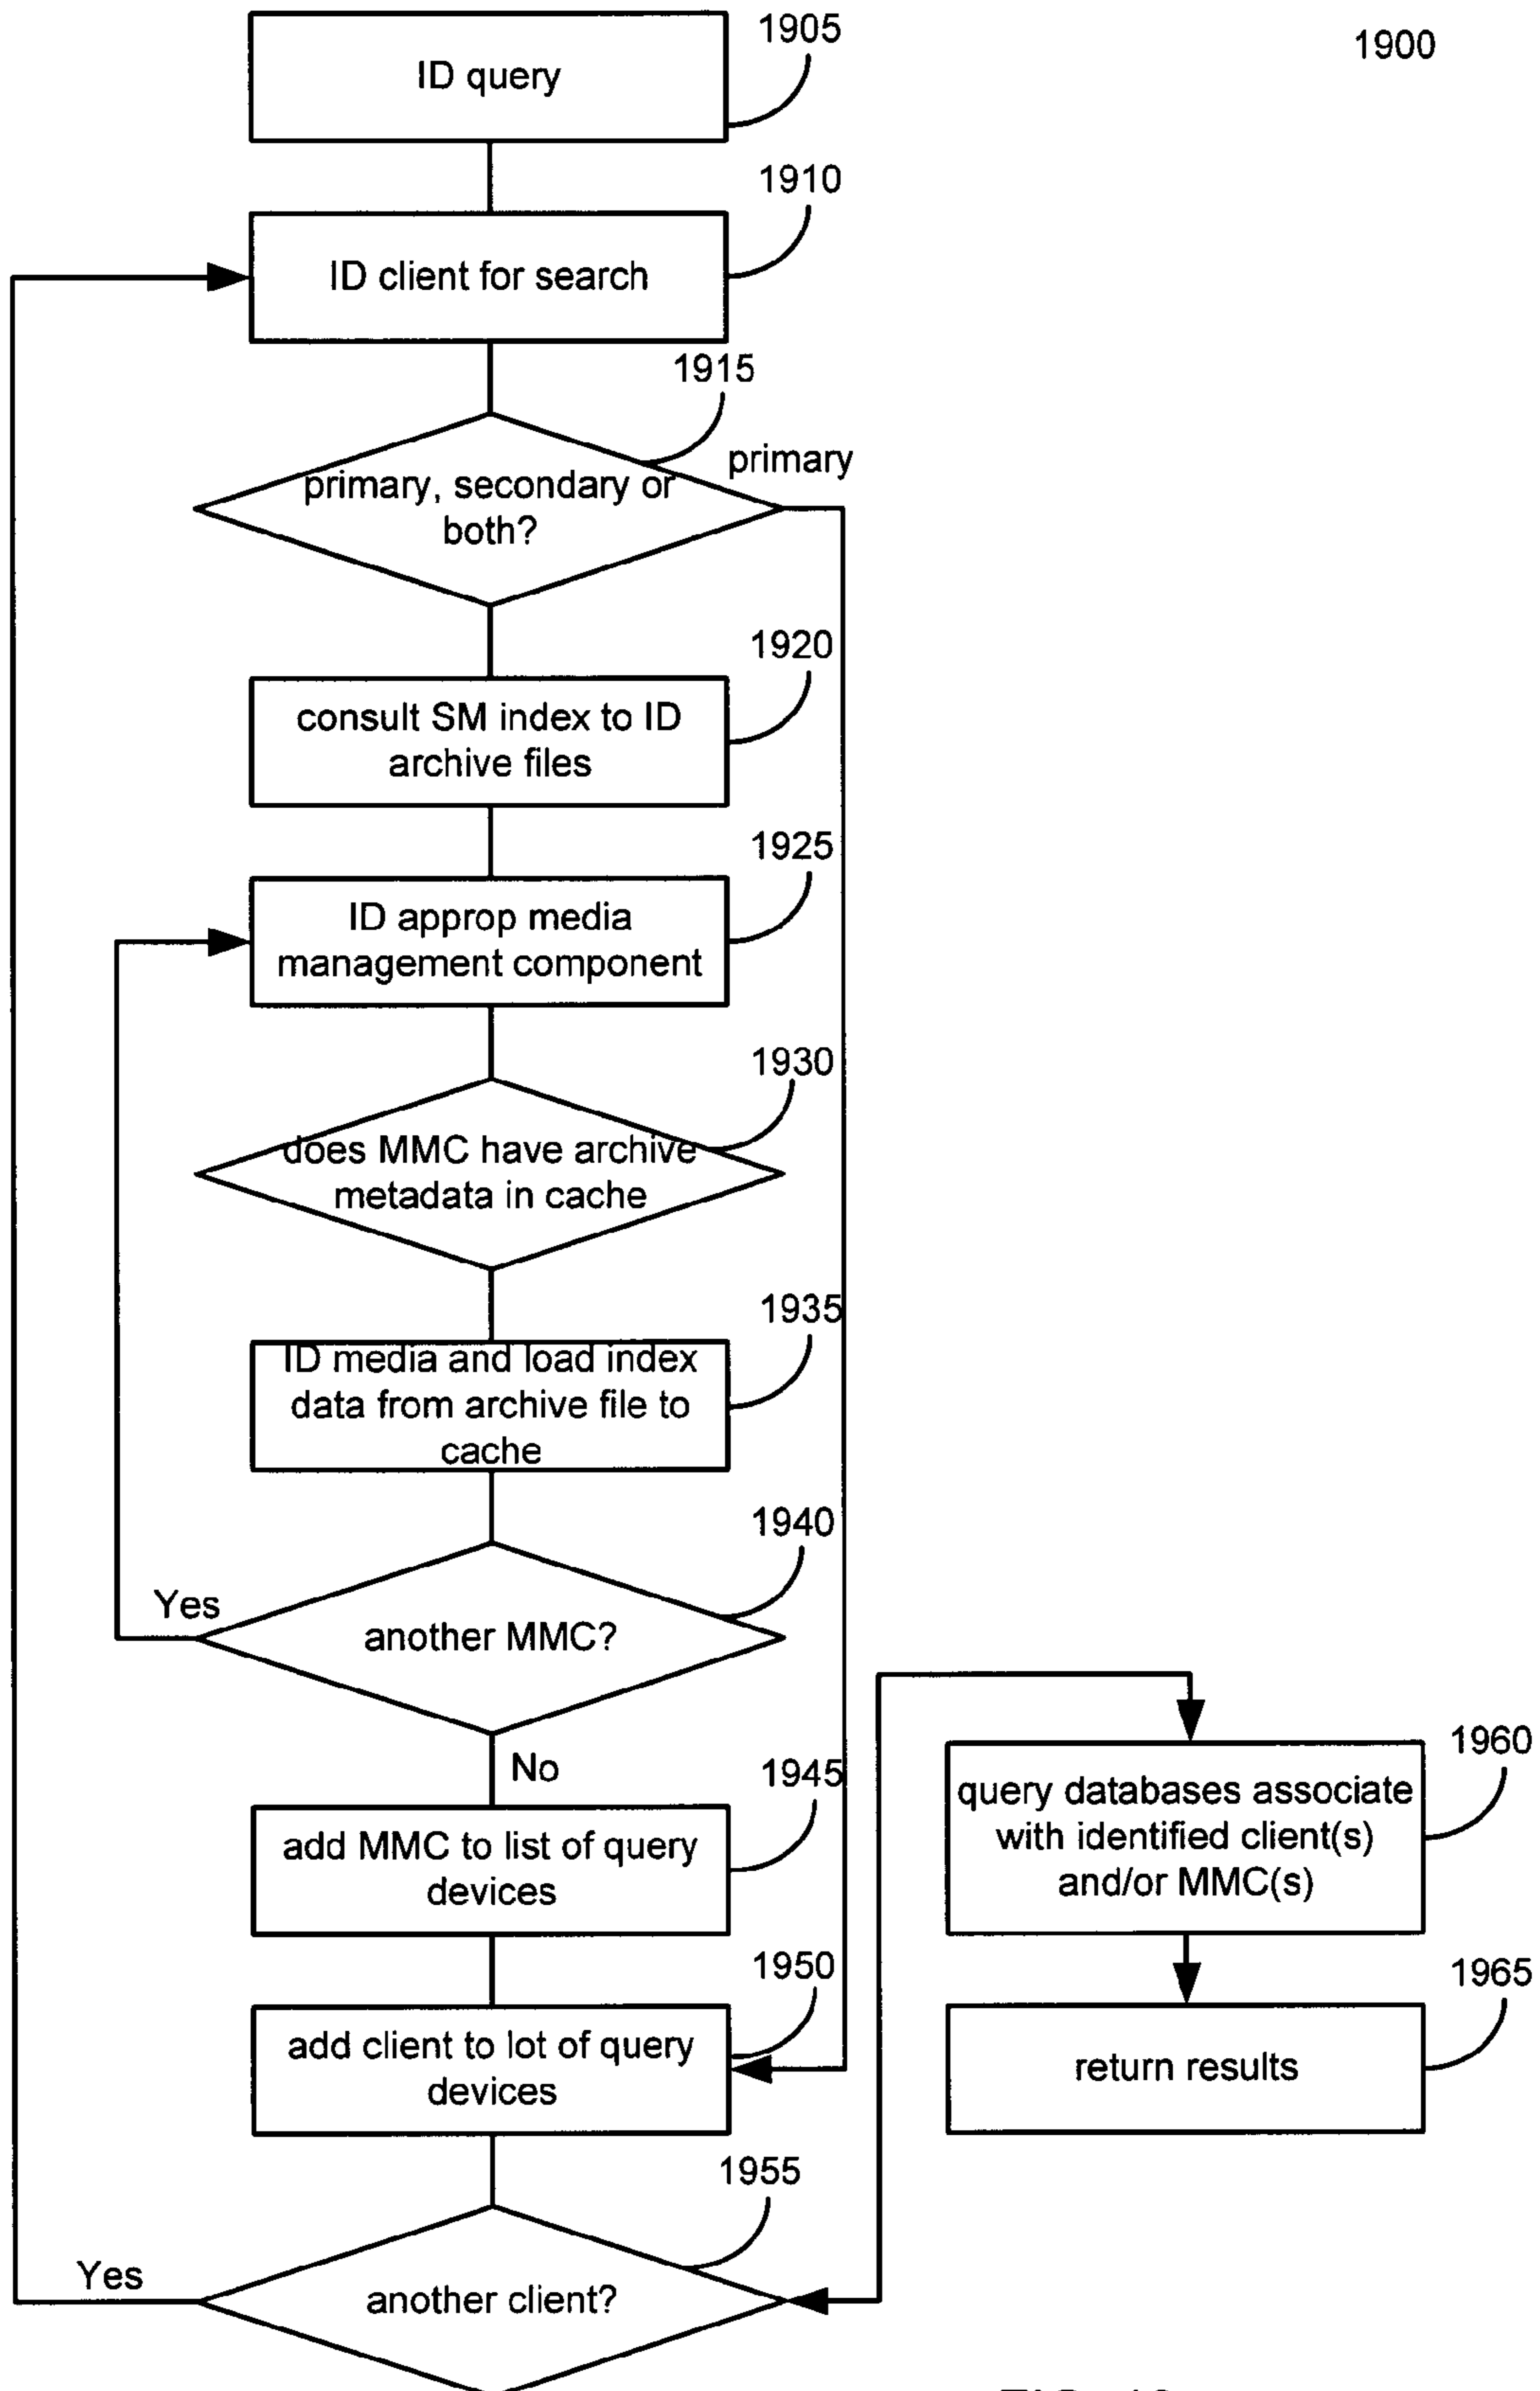 1905
1900
ID query
1910
ID client for search
1915
primary
primary, secondary or
both?
1920
consult SM index to ID
archive files
1925
ID approp media
management component
1930
does MMC have archive
metadata in cache
1935
ID media and load index
data from archive file to
cache
1940
Yes
another MMC?
No
1945
add MMC to list of query
devices
1950
add client to lot of query
devices
1955
Yes
another client?
1960
query databases associate
with identified client(s)
and/or MMC(s)
1965
return results